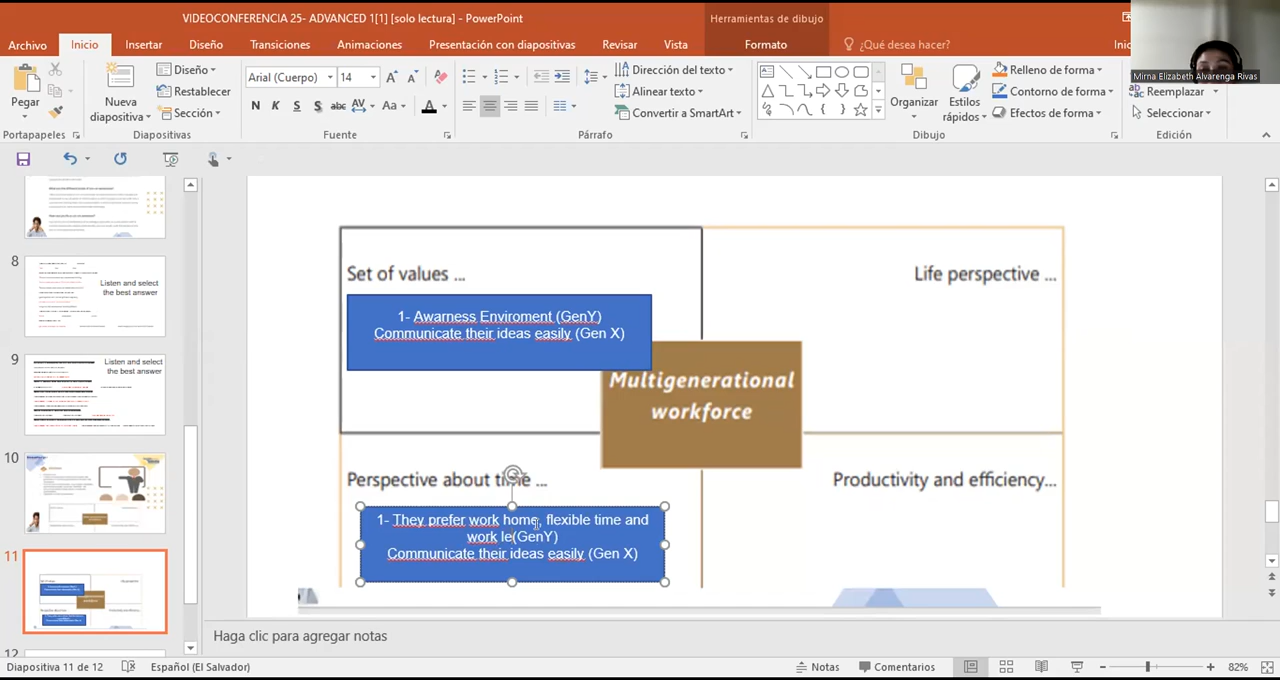 VIDEOCONFERENCIA 25- ADVANCED 1[1] [solo lectura] - PowerPoint
Herramientas de dibujo
Archivo
Inicio
Insertar
Diseño
Transiciones
Animaciones
Presentación con diapositivas
Revisar
Vista
Formato
¿Qué desea hacer?
Inic
Mirna Elizabeth Alvarenga Rivas
Pegar
Nueva diapositiva
Diseño
Restablecer
Sección
Arial (Cuerpo)
14
N K S S abc AV Aa A
Dirección del texto
Alinear texto
Convertir a SmartArt
Organizar
Estilos rápidos
Relleno de forma
Contorno de forma
Efectos de forma
Reemplazar
Seleccionar
Portapapeles
Diapositivas
Fuente
Párrafo
Dibujo
Edición
8
Listen and select
the best answer
9
Listen and select
the best answer
10
11
12
Set of values ...
Life perspective ...
1- Awarness Enviroment (GenY)
Communicate their ideas easily (Gen X)
Multigenerational
workforce
Perspective about time ...
Productivity and efficiency...
1- They prefer work home, flexible time and
work le(GenY)
Communicate their ideas easily (Gen X)
Haga clic para agregar notas
Diapositiva 11 de 12
Español (El Salvador)
Notas
Comentarios
82%